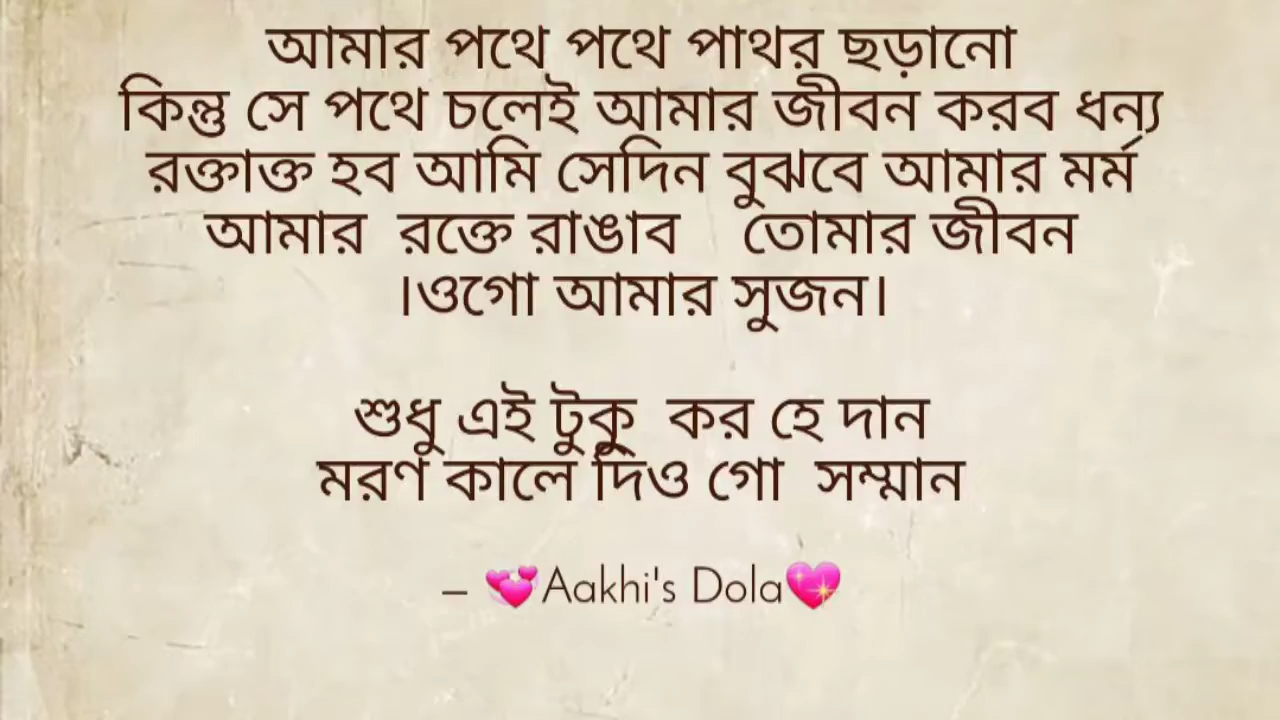 আমার পথে পথে পাথর ছড়ানো
কিন্তু সে পথে চলেই আমার জীবন করব ধন্য
রক্তাক্ত হব আমি সেদিন বুঝবে আমার মর্ম
আমার রক্তে রাঙাব তোমার জীবন
।ওগো আমার সুজন।
শুধু এই টুকু কর হে দান
মরণ কালে দিও গো সম্মান
– 💞Aakhi's Dola💖